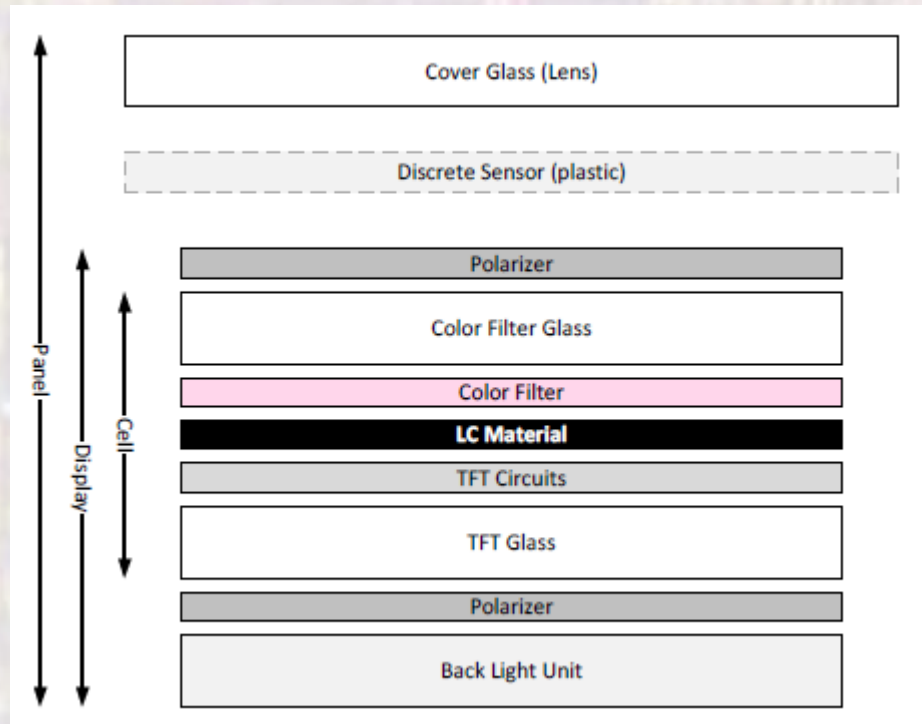 Cover Glass (Lens)
Discrete Sensor (plastic)
Polarizer
Color Filter Glass
Color Filter
LC Material
TFT Circuits
TFT Glass
Polarizer
Back Light Unit
Panel
Display
Cell